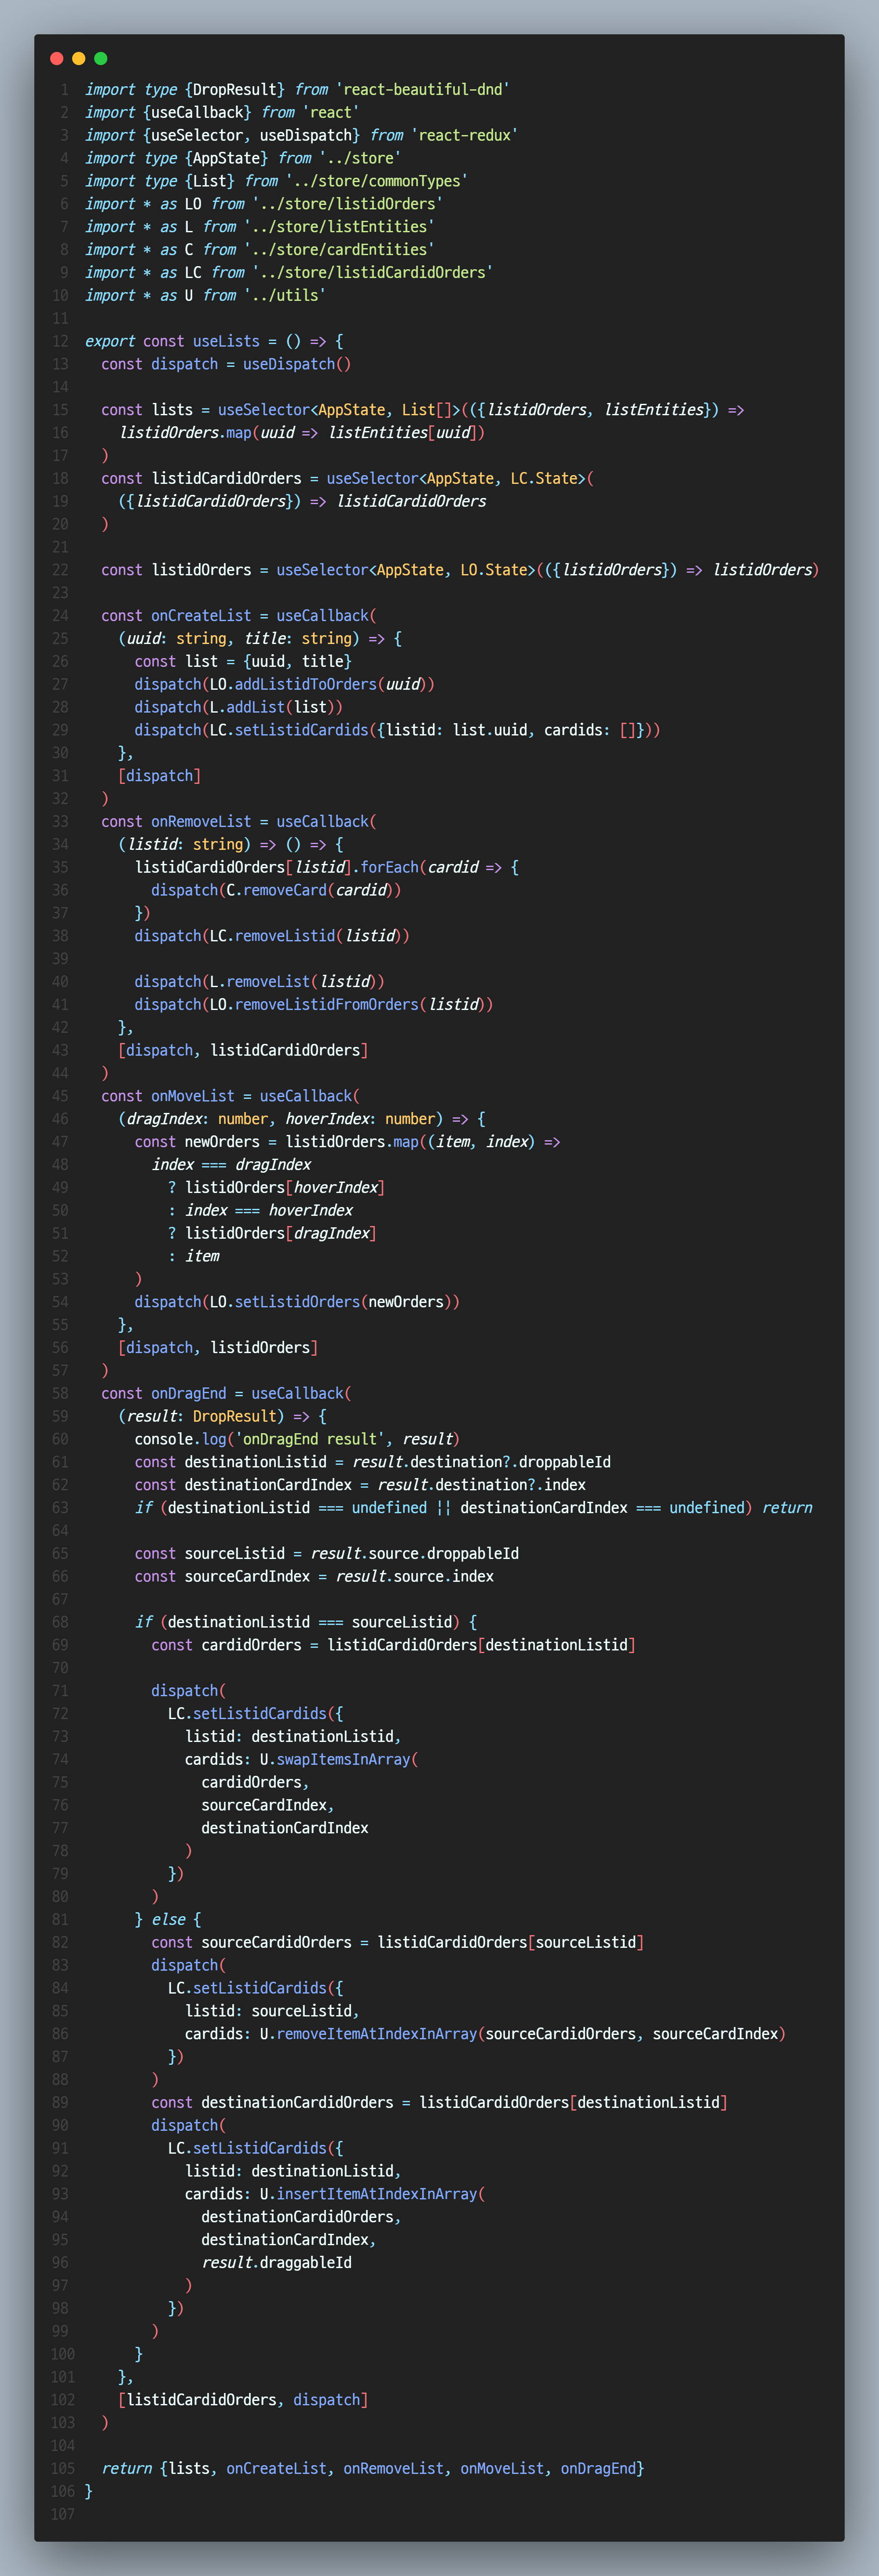 1 import type {DropResult} from 'react-beautiful-dnd'
2 import {useCallback} from 'react'
3 import {useSelector, useDispatch} from 'react-redux'
4 import type {AppState} from '../store'
5 import type {List} from '../store/commonTypes'
6 import * as LO from '../store/listidOrders'
7 import * as L from '../store/listEntities'
8 import * as C from '../store/cardEntities'
9 import * as LC from '../store/listidCardidOrders'
10 import * as U from '../utils'
11
12 export const useLists = () => {
13   const dispatch = useDispatch()
14
15   const lists = useSelector<AppState, List[]>(({listidOrders, listEntities}) =>
16     listidOrders.map(uuid => listEntities[uuid])
17   )
18   const listidCardidOrders = useSelector<AppState, LC.State>(
19     ({listidCardidOrders}) => listidCardidOrders
20   )
21
22   const listidOrders = useSelector<AppState, LO.State>(({listidOrders}) => listidOrders)
23
24   const onCreateList = useCallback(
25     (uuid: string, title: string) => {
26       const list = {uuid, title}
27       dispatch(LO.addListidToOrders(uuid))
28       dispatch(L.addList(list))
29       dispatch(LC.setListidCardids({listid: list.uuid, cardids: []}))
30     },
31     [dispatch]
32   )
33   const onRemoveList = useCallback(
34     (listid: string) => () => {
35       listidCardidOrders[listid].forEach(cardid => {
36         dispatch(C.removeCard(cardid))
37       })
38       dispatch(LC.removeListid(listid))
39
40       dispatch(L.removeList(listid))
41       dispatch(LO.removeListidFromOrders(listid))
42     },
43     [dispatch, listidCardidOrders]
44   )
45   const onMoveList = useCallback(
46     (dragIndex: number, hoverIndex: number) => {
47       const newOrders = listidOrders.map((item, index) =>
48         index === dragIndex
49           ? listidOrders[hoverIndex]
50           : index === hoverIndex
51           ? listidOrders[dragIndex]
52           : item
53       )
54       dispatch(LO.setListidOrders(newOrders))
55     },
56     [dispatch, listidOrders]
57   )
58   const onDragEnd = useCallback(
59     (result: DropResult) => {
60       console.log('onDragEnd result', result)
61       const destinationListid = result.destination?.droppableId
62       const destinationCardIndex = result.destination?.index
63       if (destinationListid === undefined || destinationCardIndex === undefined) return
64
65       const sourceListid = result.source.droppableId
66       const sourceCardIndex = result.source.index
67
68       if (destinationListid === sourceListid) {
69         const cardidOrders = listidCardidOrders[destinationListid]
70
71         dispatch(
72           LC.setListidCardids({
73             listid: destinationListid,
74             cardids: U.swapItemsInArray(
75               cardidOrders,
76               sourceCardIndex,
77               destinationCardIndex
78             )
79           })
80         )
81       } else {
82         const sourceCardidOrders = listidCardidOrders[sourceListid]
83         dispatch(
84           LC.setListidCardids({
85             listid: sourceListid,
86             cardids: U.removeItemAtIndexInArray(sourceCardidOrders, sourceCardIndex)
87           })
88         )
89         const destinationCardidOrders = listidCardidOrders[destinationListid]
90         dispatch(
91           LC.setListidCardids({
92             listid: destinationListid,
93             cardids: U.insertItemAtIndexInArray(
94               destinationCardidOrders,
95               destinationCardIndex,
96               result.draggableId
97             )
98           })
99         )
100       }
101     },
102     [listidCardidOrders, dispatch]
103   )
104
105   return {lists, onCreateList, onRemoveList, onMoveList, onDragEnd}
106 }
107